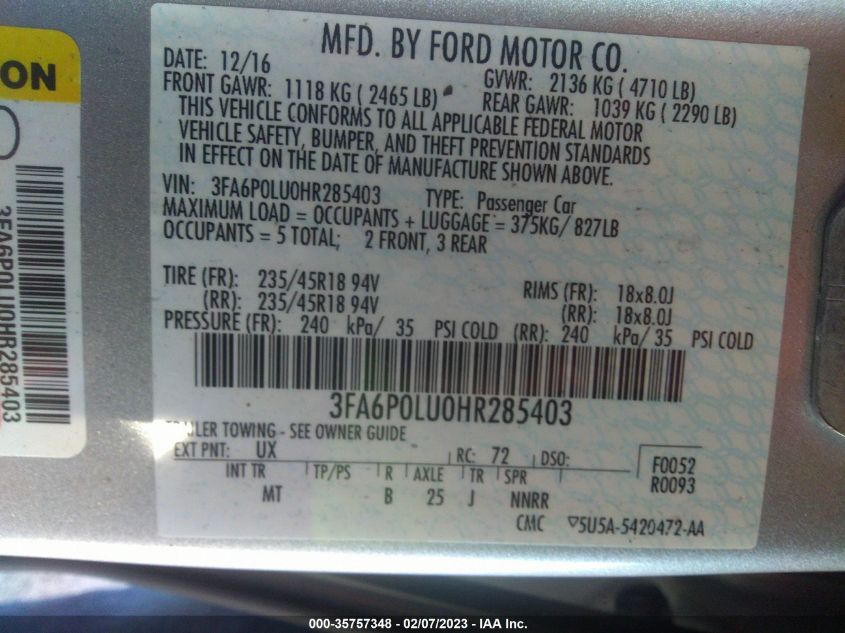 ON
3FA6P0LU0HR285403
MFD. BY FORD MOTOR CO.
DATE: 12/16 GVWR: 2136 KG ( 4710 LB)
FRONT GAWR: 1118 KG ( 2465 LB) REAR GAWR: 1039 KG ( 2290 LB)
THIS VEHICLE CONFORMS TO ALL APPLICABLE FEDERAL MOTOR
VEHICLE SAFETY, BUMPER, AND THEFT PREVENTION STANDARDS
IN EFFECT ON THE DATE OF MANUFACTURE SHOWN ABOVE.
VIN: 3FA6P0LU0HR285403 TYPE: Passenger Car
MAXIMUM LOAD = OCCUPANTS + LUGGAGE = 375KG/ 827LB
OCCUPANTS = 5 TOTAL; 2 FRONT, 3 REAR
TIRE (FR): 235/45R18 94V RIMS (FR): 18x8.0J
(RR): 235/45R18 94V (RR): 18x8.0J
PRESSURE (FR): 240 kPa/ 35 PSI COLD (RR): 240 kPa/ 35 PSI COLD
3FA6P0LU0HR285403
TRAILER TOWING - SEE OWNER GUIDE
EXT PNT: UX RC: 72 DSO: F0052
R0093
INT TR TP/PS R AXLE TR SPR
MT B 25 J NNRR
CMC ▽5U5A-5420472-AA
000-35757348 - 02/07/2023 - IAA Inc.